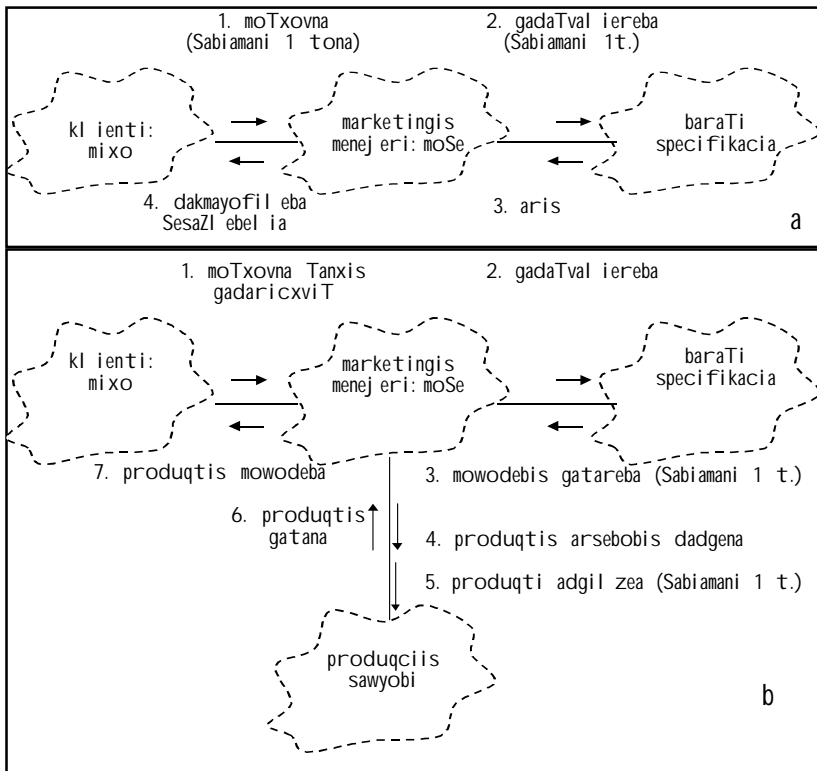 1. moTxovna
(Sabiamani 1 tona)
2. gadaTvaliereba
(Sabiamani 1t.)
klienti:
mixo
marketingis
menejeri: moSe
baraTi
specifikacia
4. dakmayofileba
SesaZlebelia
3. aris
a
1. moTxovna Tanxis
gadaricxviT
2. gadaTvaliereba
klienti:
mixo
marketingis
menejeri: moSe
baraTi
specifikacia
7. produqtis mowodeba
3. mowodebis gatareba (Sabiamani 1 t.)
6. produqtis
gatana
4. produqtis arsebobis dadgena
5. produqti adgilzea (Sabiamani 1 t.)
produqciis
sawyobi
b